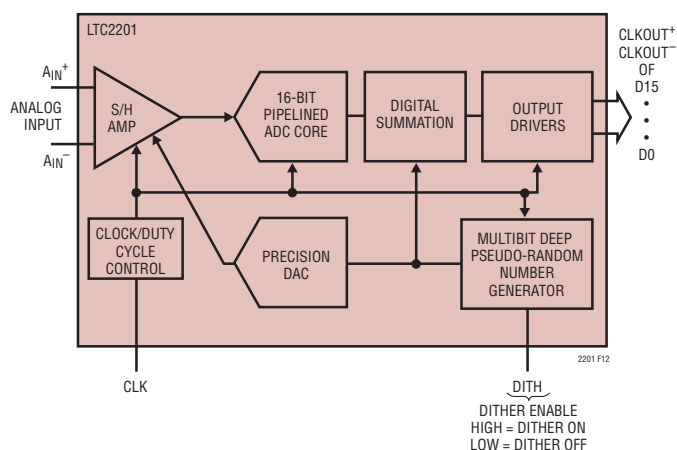 LTC2201
AIN+
ANALOG
INPUT
AIN−
S/H
AMP
16-BIT
PIPELINED
ADC CORE
DIGITAL
SUMMATION
OUTPUT
DRIVERS
CLKOUT+
CLKOUT−
OF
D15
•
•
•
D0
CLOCK/DUTY
CYCLE
CONTROL
PRECISION
DAC
MULTIBIT DEEP
PSEUDO-RANDOM
NUMBER
GENERATOR
2201 F12
CLK
DITH
DITHER ENABLE
HIGH = DITHER ON
LOW = DITHER OFF